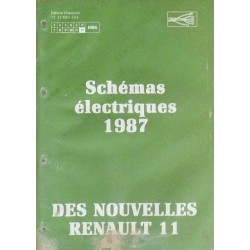 Schémas
électriques
1987
DES NOUVELLES
RENAULT 11